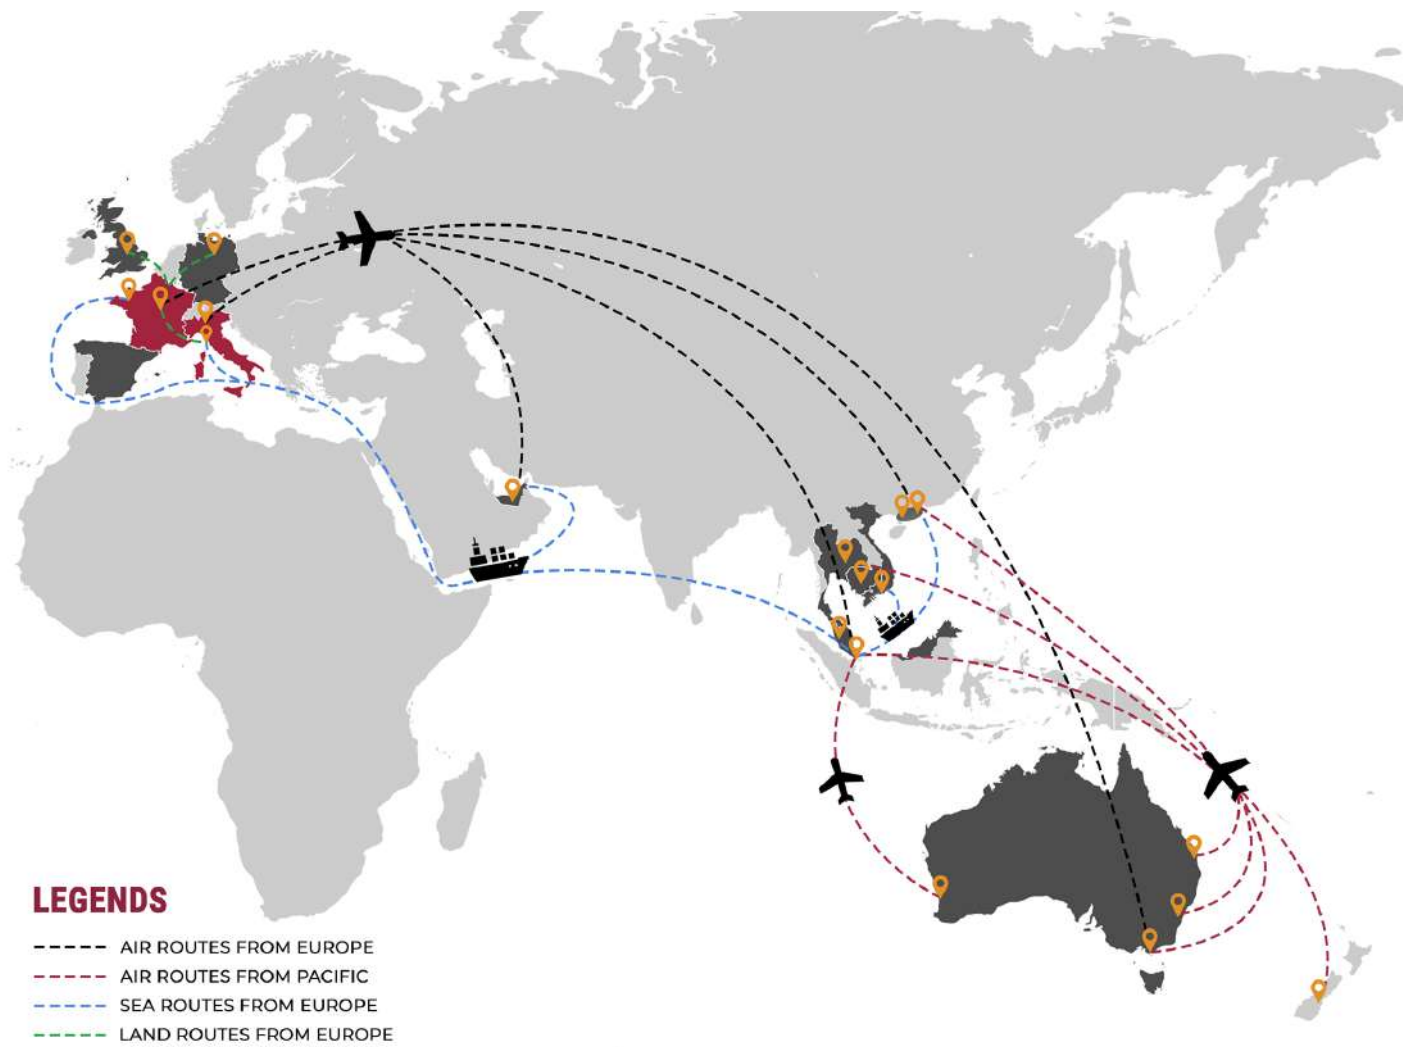 LEGENDS
AIR ROUTES FROM EUROPE
AIR ROUTES FROM PACIFIC
SEA ROUTES FROM EUROPE
LAND ROUTES FROM EUROPE